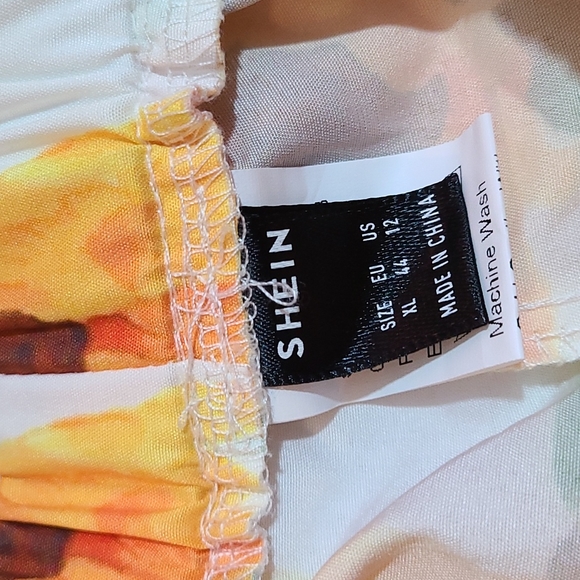 SHEIN
SIZE EU US
XL 44 12
MADE IN CHINA
Machine Wash